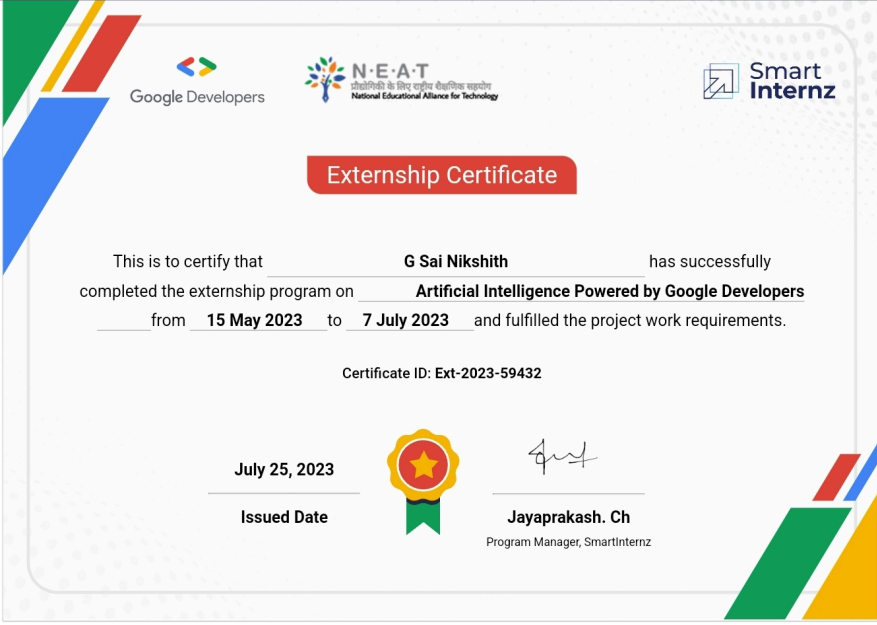 Google Developers
N·E·A·T
प्रौद्योगिकी के लिए राष्ट्रीय शैक्षणिक सहयोग
National Educational Alliance for Technology
Smart
Internz
Externship Certificate
This is to certify that G Sai Nikshith has successfully
completed the externship program on Artificial Intelligence Powered by Google Developers
from 15 May 2023 to 7 July 2023 and fulfilled the project work requirements.
Certificate ID: Ext-2023-59432
July 25, 2023
Issued Date
Jayaprakash. Ch
Program Manager, SmartInternz